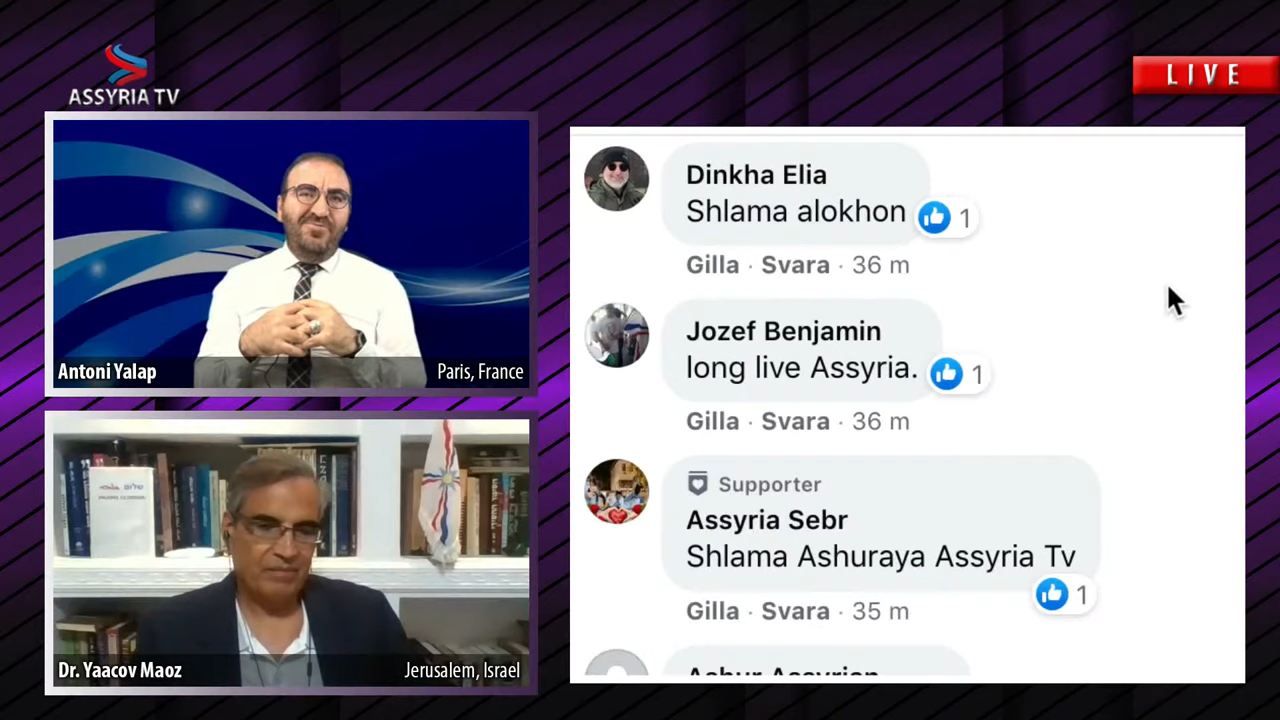 ASSYRIA TV
LIVE
Antoni Yalap
Paris, France
Dr. Yaacov Maoz
Jerusalem, Israel
Dinkha Elia
Shlama alokhon
1
Gilla · Svara · 36 m
Jozef Benjamin
long live Assyria.
1
Gilla · Svara · 36 m
Supporter
Assyria Sebr
Shlama Ashuraya Assyria Tv
1
Gilla · Svara · 35 m
Ashur Assyrian